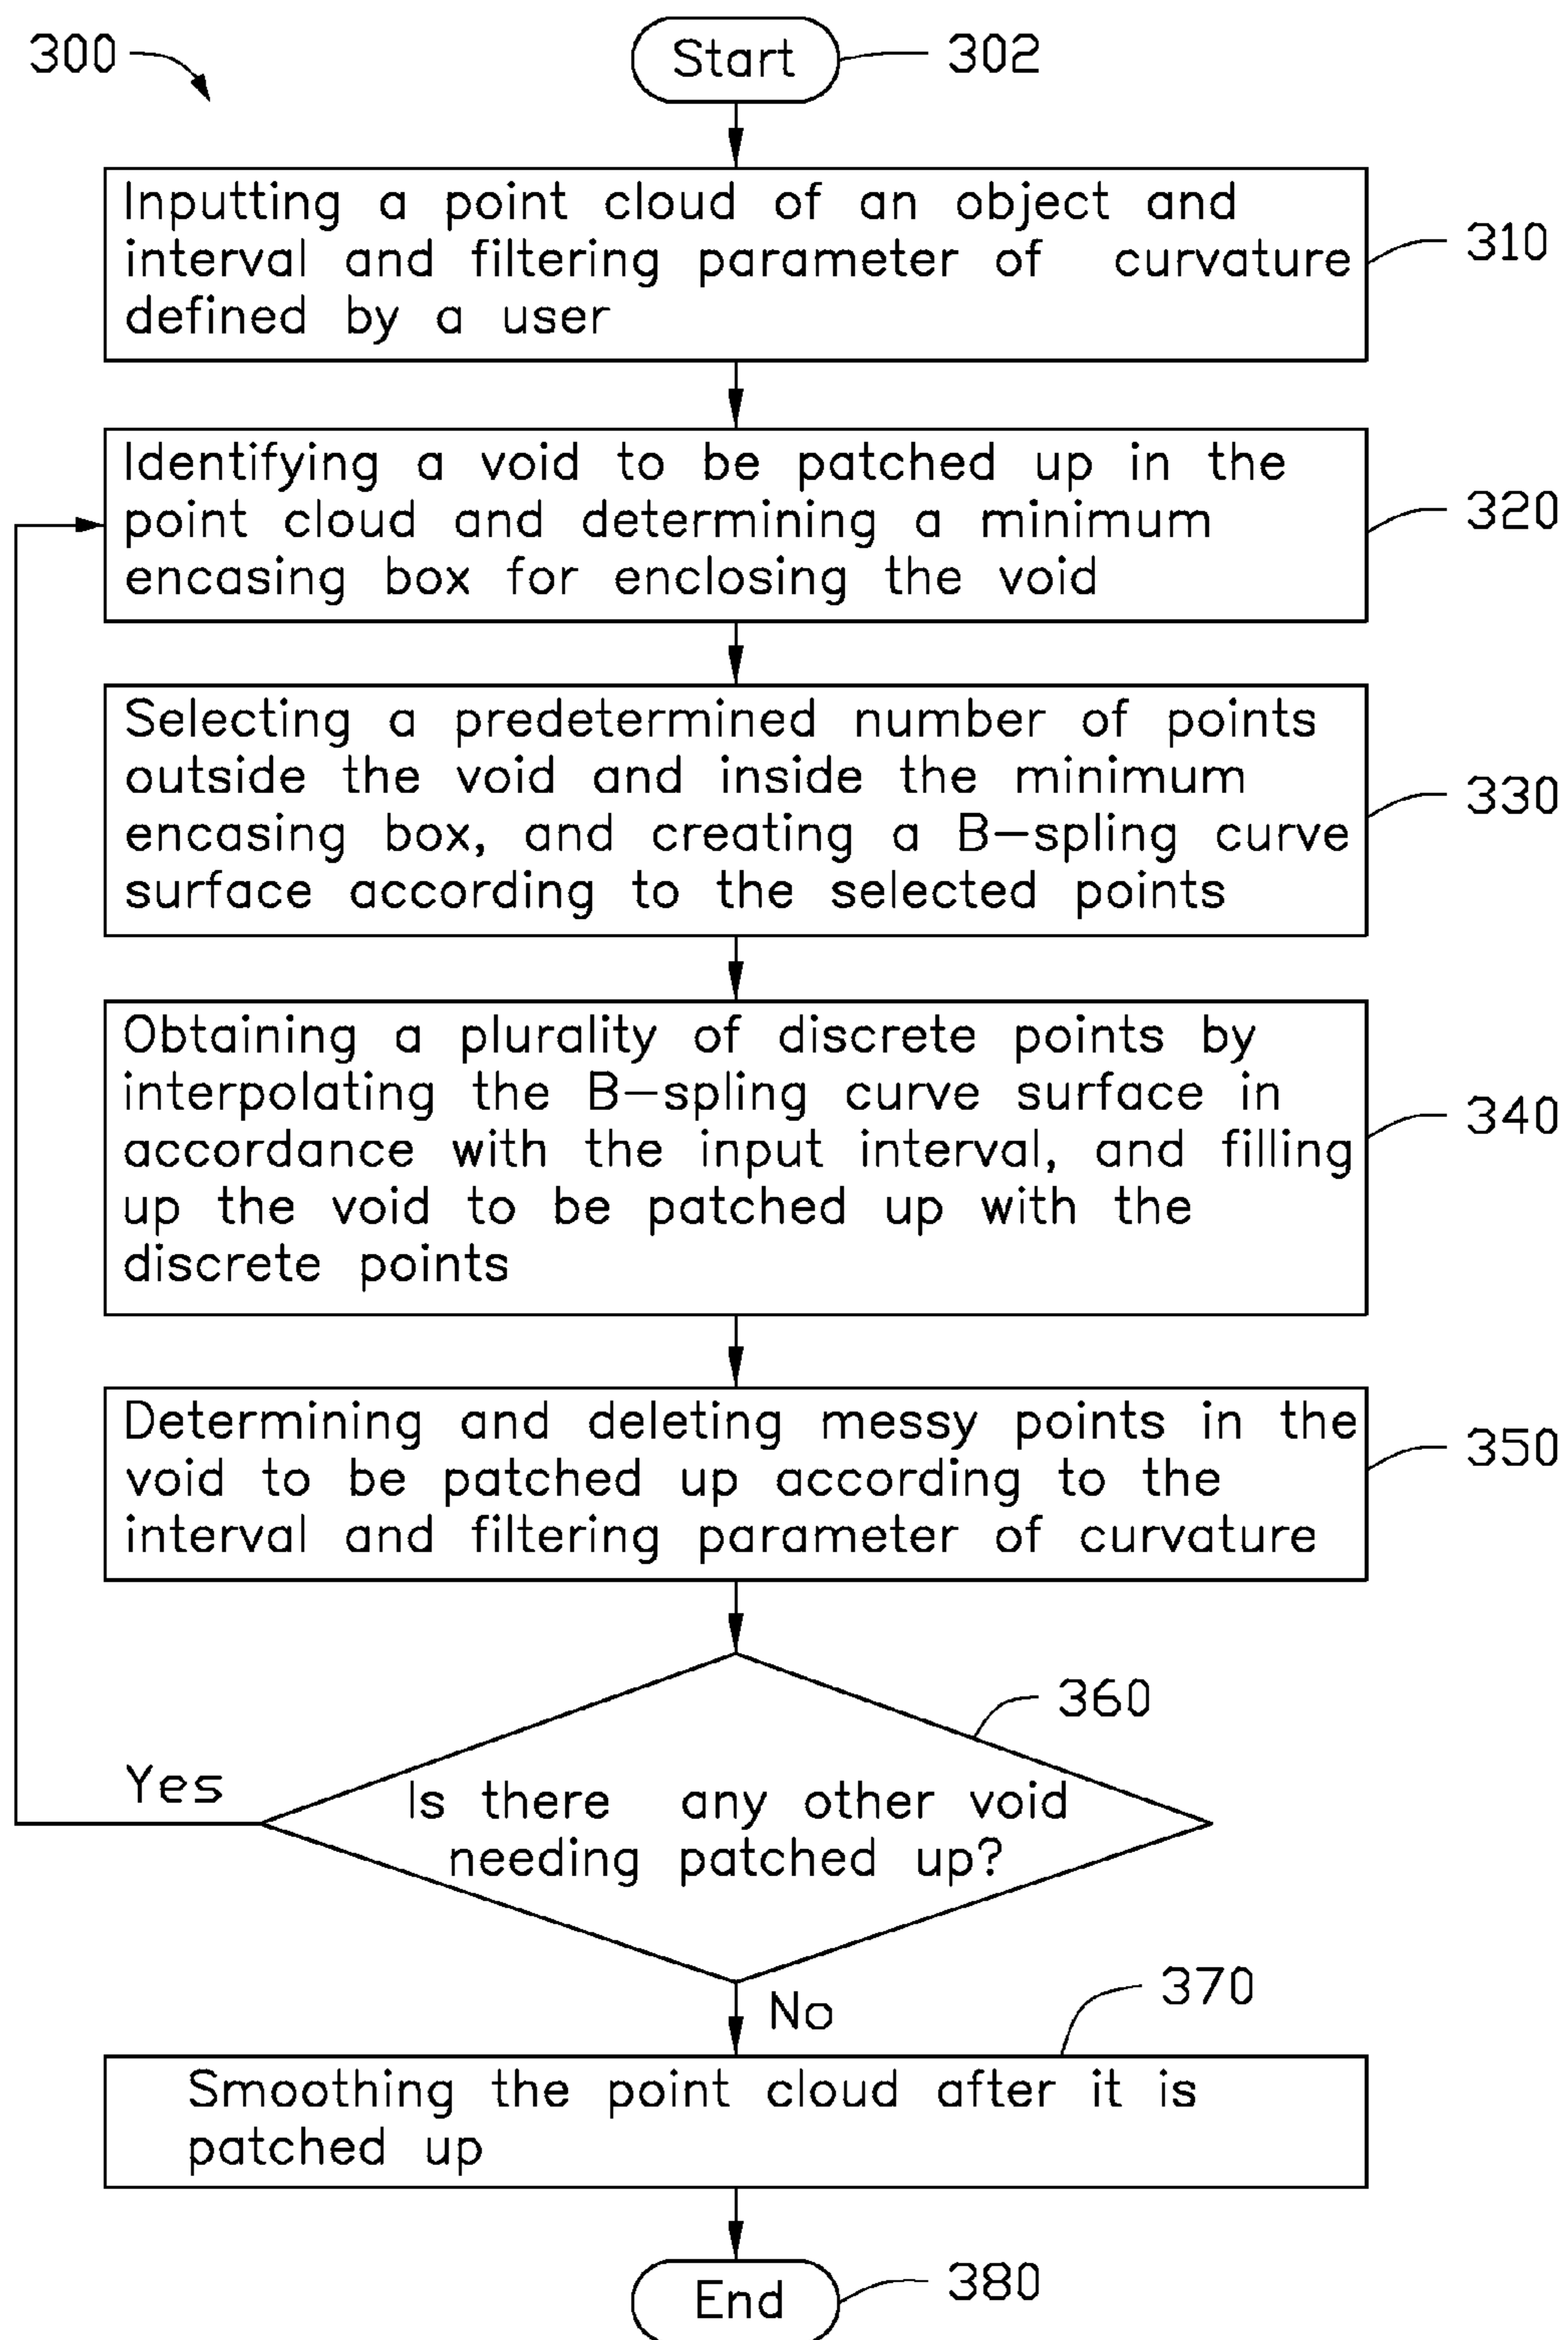 300
Start
302
Inputting a point cloud of an object and
interval and filtering parameter of curvature
defined by a user
310
Identifying a void to be patched up in the
point cloud and determining a minimum
encasing box for enclosing the void
320
Selecting a predetermined number of points
outside the void and inside the minimum
encasing box, and creating a B-spling curve
surface according to the selected points
330
Obtaining a plurality of discrete points by
interpolating the B-spling curve surface in
accordance with the input interval, and filling
up the void to be patched up with the
discrete points
340
Determining and deleting messy points in the
void to be patched up according to the
interval and filtering parameter of curvature
350
360
Yes
Is there any other void
needing patched up?
No
370
Smoothing the point cloud after it is
patched up
End
380